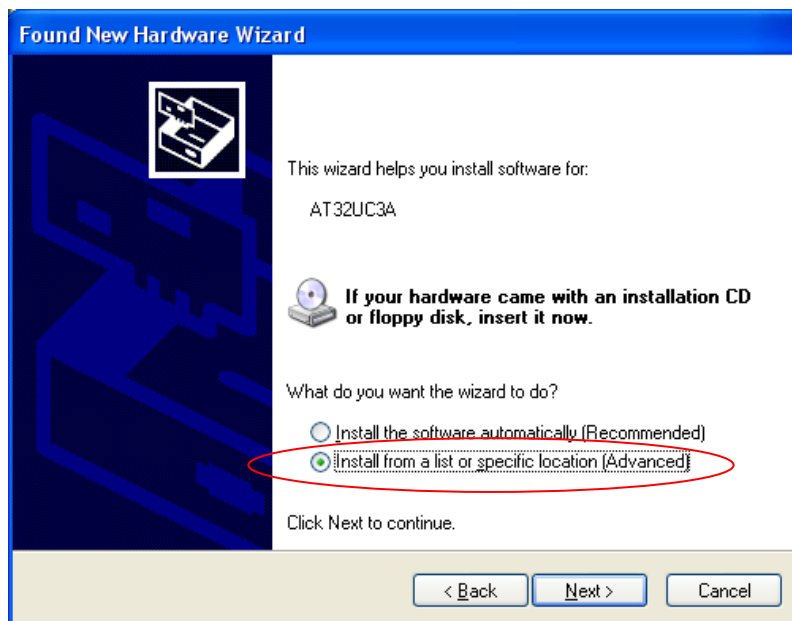 Found New Hardware Wizard
This wizard helps you install software for:
AT32UC3A
If your hardware came with an installation CD
or floppy disk, insert it now.
What do you want the wizard to do?
Install the software automatically (Recommended)
Install from a list or specific location (Advanced)
Click Next to continue.
< Back Next > Cancel